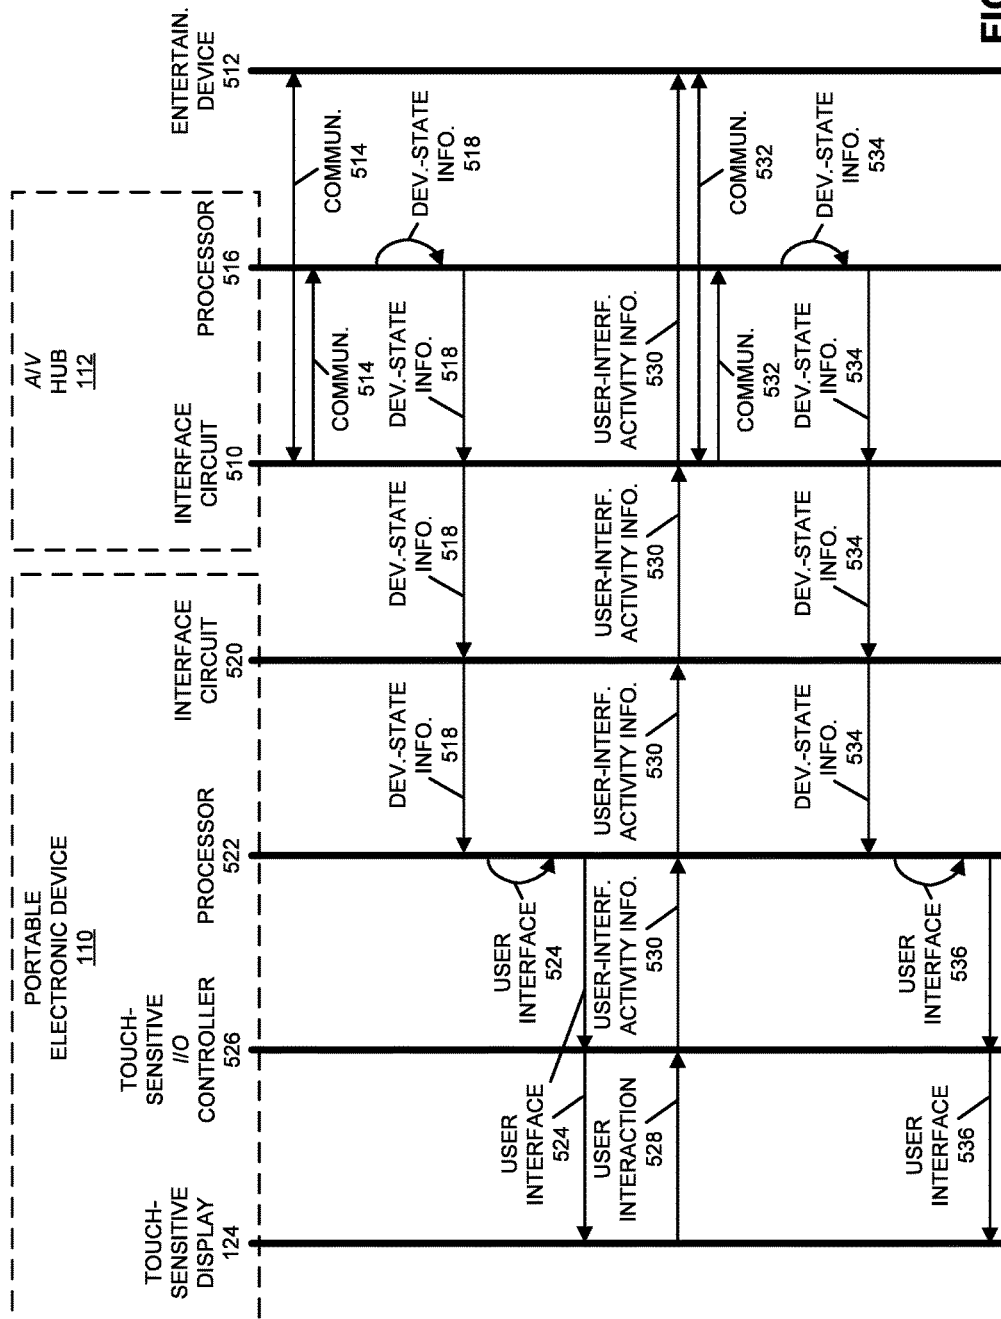 PORTABLE
ELECTRONIC DEVICE
110
A/V
HUB
112
TOUCH-
SENSITIVE
DISPLAY
124
TOUCH-
SENSITIVE
I/O
CONTROLLER
526
PROCESSOR
522
INTERFACE
CIRCUIT
520
INTERFACE
CIRCUIT
510
PROCESSOR
516
ENTERTAIN.
DEVICE
512
COMMUN.
514
COMMUN.
514
DEV.-STATE
INFO.
518
DEV.-STATE
INFO.
518
DEV.-STATE
INFO.
518
DEV.-STATE
INFO.
518
USER
INTERFACE
524
USER
INTERFACE
524
USER
INTERACTION
528
USER-INTERF.
ACTIVITY INFO.
530
USER-INTERF.
ACTIVITY INFO.
530
USER-INTERF.
ACTIVITY INFO.
530
USER-INTERF.
ACTIVITY INFO.
530
COMMUN.
532
COMMUN.
532
DEV.-STATE
INFO.
534
DEV.-STATE
INFO.
534
DEV.-STATE
INFO.
534
DEV.-STATE
INFO.
534
USER
INTERFACE
536
USER
INTERFACE
536